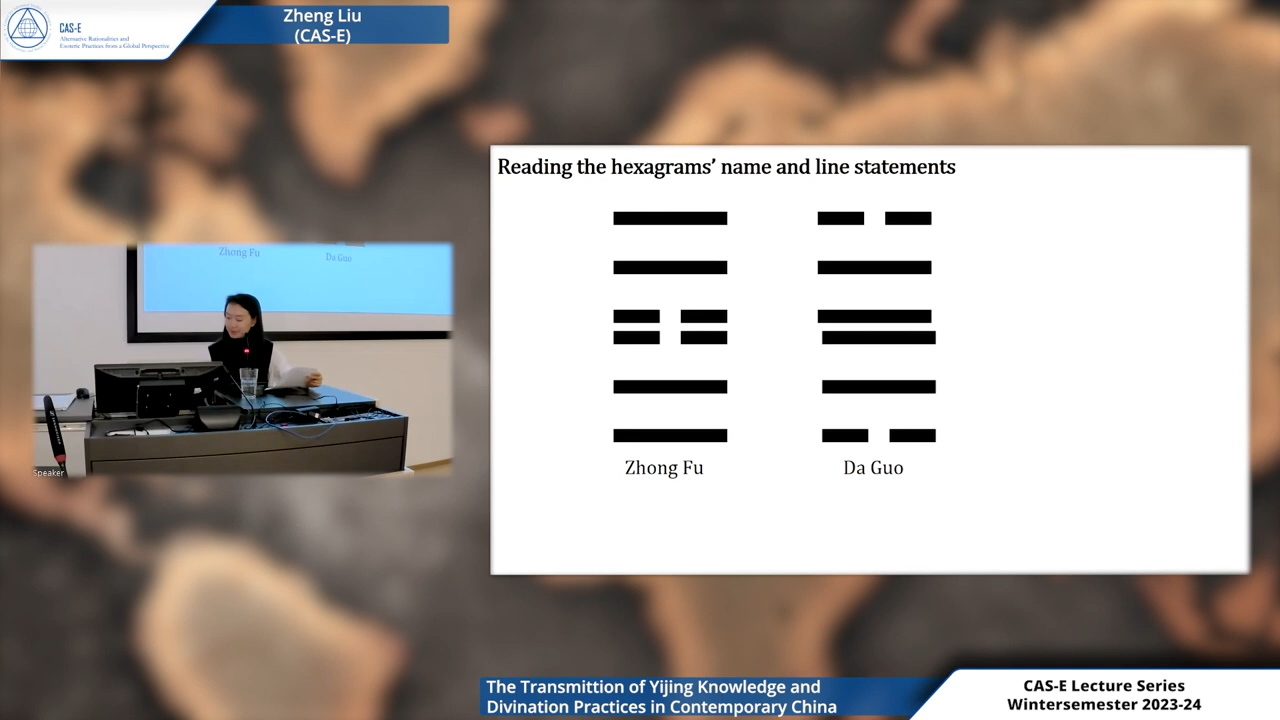 CAS-E
Alternative Rationalities and
Esoteric Practices from a Global Perspective
Zheng Liu
(CAS-E)
Reading the hexagrams’ name and line statements
Zhong Fu
Da Guo
Zhong Fu
Da Guo
Speaker
The Transmittion of Yijing Knowledge and
Divination Practices in Contemporary China
CAS-E Lecture Series
Wintersemester 2023-24